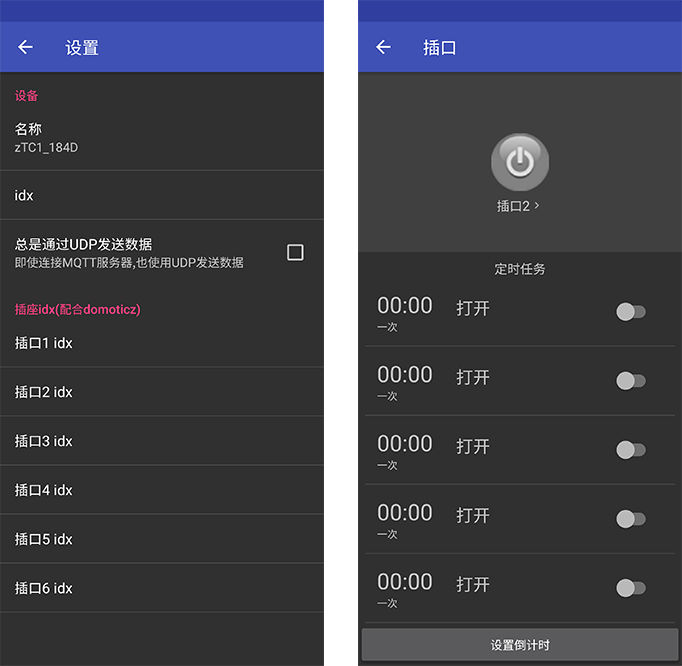 设置
设备
名称
zTC1_184D
idx
总是通过UDP发送数据
即使连接MQTT服务器,也使用UDP发送数据
插座idx(配合domoticz)
插口1 idx
插口2 idx
插口3 idx
插口4 idx
插口5 idx
插口6 idx
插口
插口2 >
定时任务
00:00 打开
一次
00:00 打开
一次
00:00 打开
一次
00:00 打开
一次
00:00 打开
一次
设置倒计时